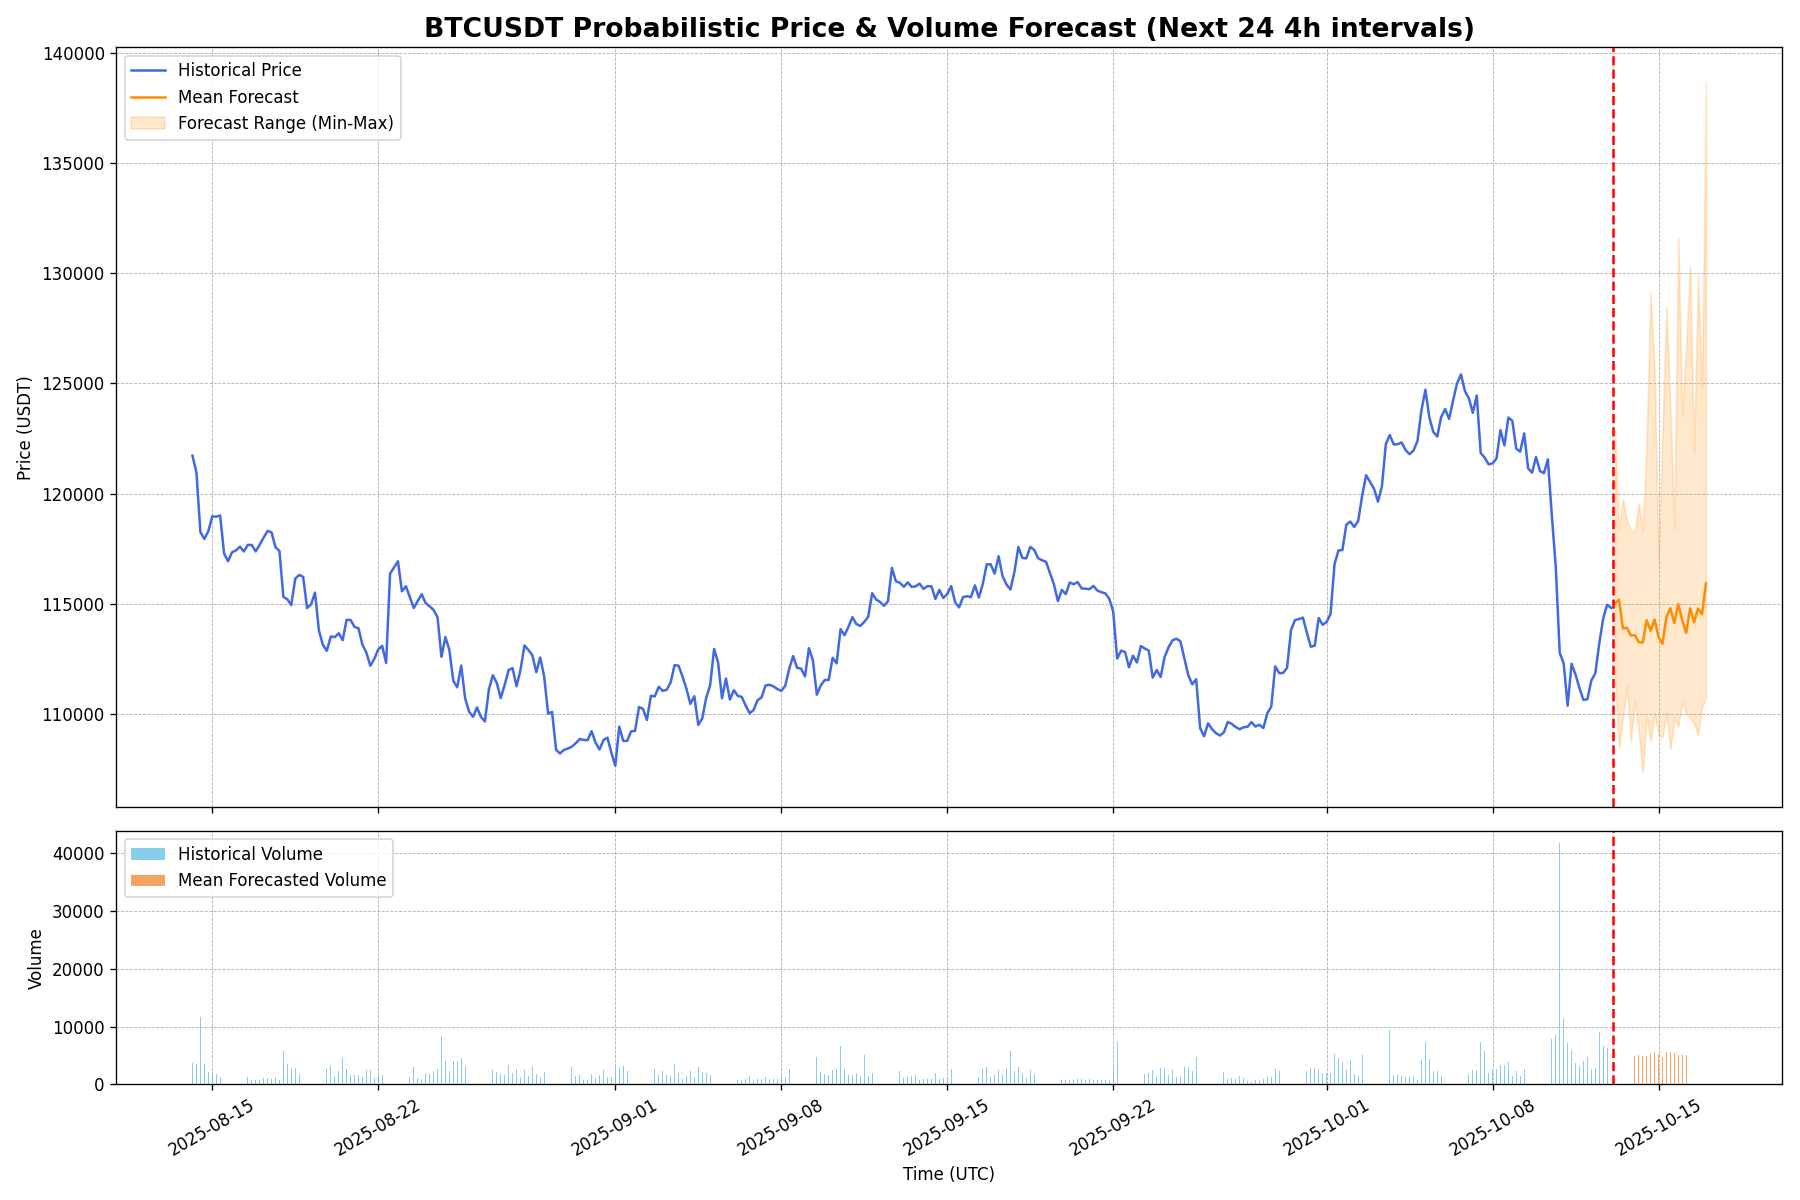 BTCUSDT Probabilistic Price & Volume Forecast (Next 24 4h intervals)
Historical Price
Mean Forecast
Forecast Range (Min-Max)
140000
135000
130000
125000
120000
115000
110000
Price (USDT)
Historical Volume
Mean Forecasted Volume
40000
30000
20000
10000
0
Volume
2025-08-15
2025-08-22
2025-09-01
2025-09-08
2025-09-15
2025-09-22
2025-10-01
2025-10-08
2025-10-15
Time (UTC)